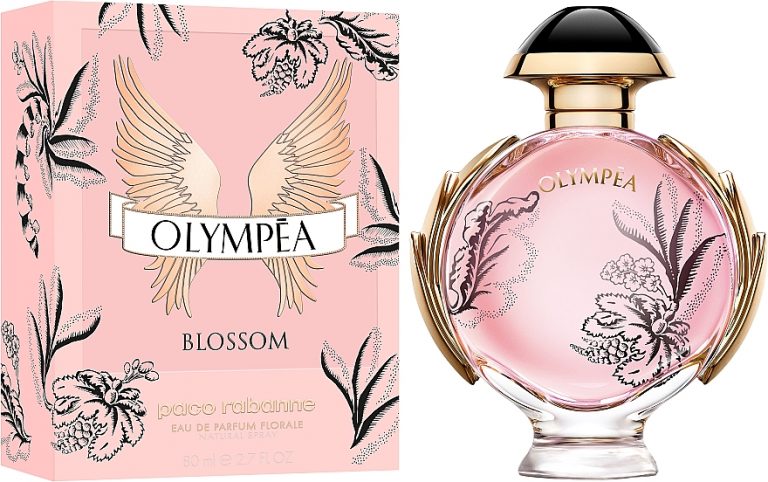 OLYMPĒA
BLOSSOM
paco rabanne
EAU DE PARFUM FLORALE
NATURAL SPRAY
80 ml ℮ 2.7 FL.OZ
OLYMPĒA